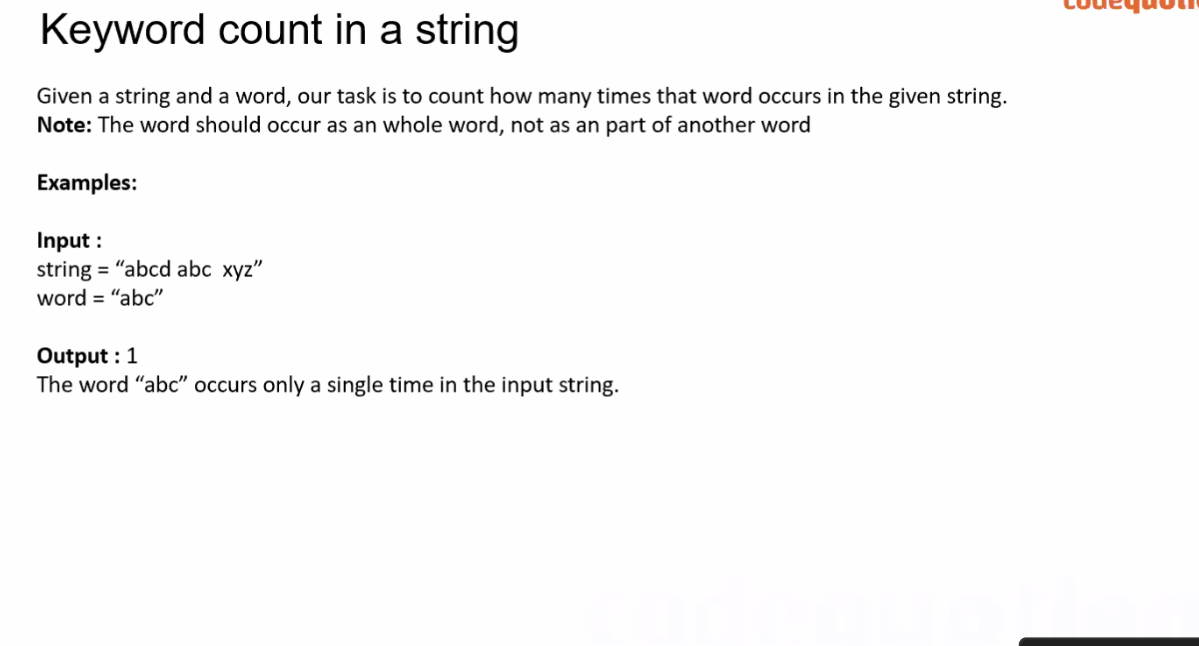 Keyword count in a string
Given a string and a word, our task is to count how many times that word occurs in the given string.
Note: The word should occur as an whole word, not as an part of another word
Examples:
Input :
string = “abcd abc  xyz”
word = “abc”
Output : 1
The word “abc” occurs only a single time in the input string.